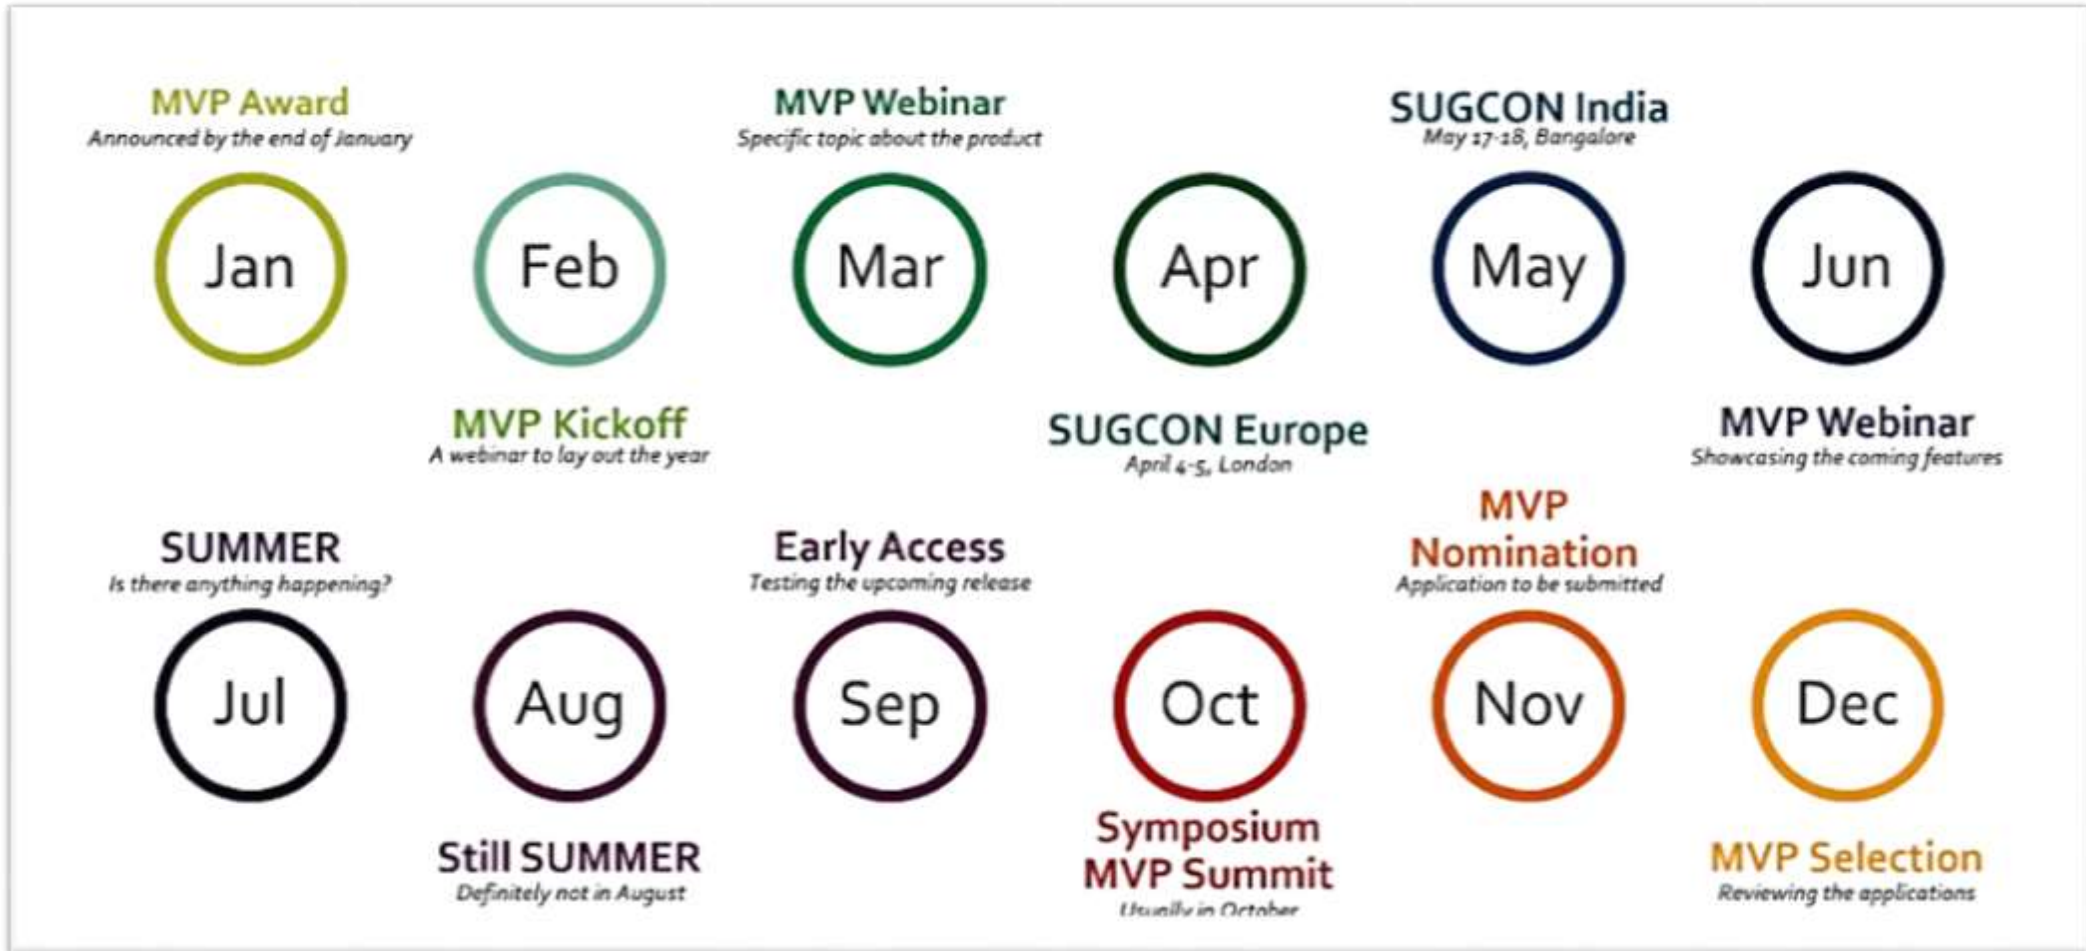 MVP Award
Announced by the end of January
MVP Webinar
Specific topic about the product
SUGCON India
May 17-18, Bangalore
Jan
Feb
Mar
Apr
May
Jun
MVP Kickoff
A webinar to lay out the year
SUGCON Europe
April 4-5, London
MVP Webinar
Showcasing the coming features
SUMMER
Is there anything happening?
Early Access
Testing the upcoming release
MVP
Nomination
Application to be submitted
Jul
Aug
Sep
Oct
Nov
Dec
Still SUMMER
Definitely not in August
Symposium
MVP Summit
Usually in October
MVP Selection
Reviewing the applications